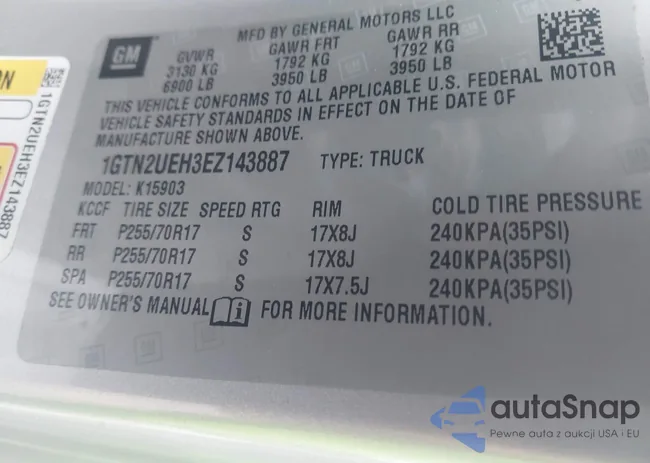 GM
MFD BY GENERAL MOTORS LLC
GVWR GAWR FRT GAWR RR
3130 KG 1792 KG 1792 KG
6900 LB 3950 LB 3950 LB
THIS VEHICLE CONFORMS TO ALL APPLICABLE U.S. FEDERAL MOTOR
VEHICLE SAFETY STANDARDS IN EFFECT ON THE DATE OF
MANUFACTURE SHOWN ABOVE.
1GTN2UEH3EZ143887 TYPE: TRUCK
MODEL: K15903
KCCF TIRE SIZE SPEED RTG RIM COLD TIRE PRESSURE
FRT P255/70R17 S 17X8J 240KPA(35PSI)
RR P255/70R17 S 17X8J 240KPA(35PSI)
SPA P255/70R17 S 17X7.5J 240KPA(35PSI)
SEE OWNER'S MANUAL FOR MORE INFORMATION.
1GTN2UEH3EZ143887
autaSnap
Pewne auta z aukcji USA i EU